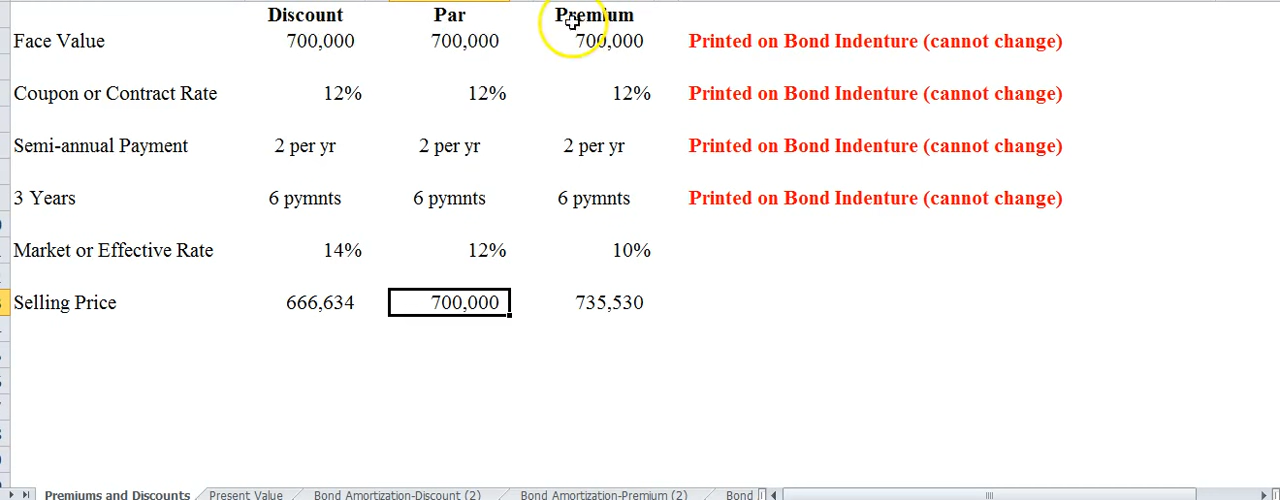 Discount Par Premium
Face Value 700,000 700,000 700,000 Printed on Bond Indenture (cannot change)
Coupon or Contract Rate 12% 12% 12% Printed on Bond Indenture (cannot change)
Semi-annual Payment 2 per yr 2 per yr 2 per yr Printed on Bond Indenture (cannot change)
3 Years 6 pymnts 6 pymnts 6 pymnts Printed on Bond Indenture (cannot change)
Market or Effective Rate 14% 12% 10%
Selling Price 666,634 700,000 735,530
Premiums and Discounts Present Value Bond Amortization-Discount (2) Bond Amortization-Premium (2) Bond